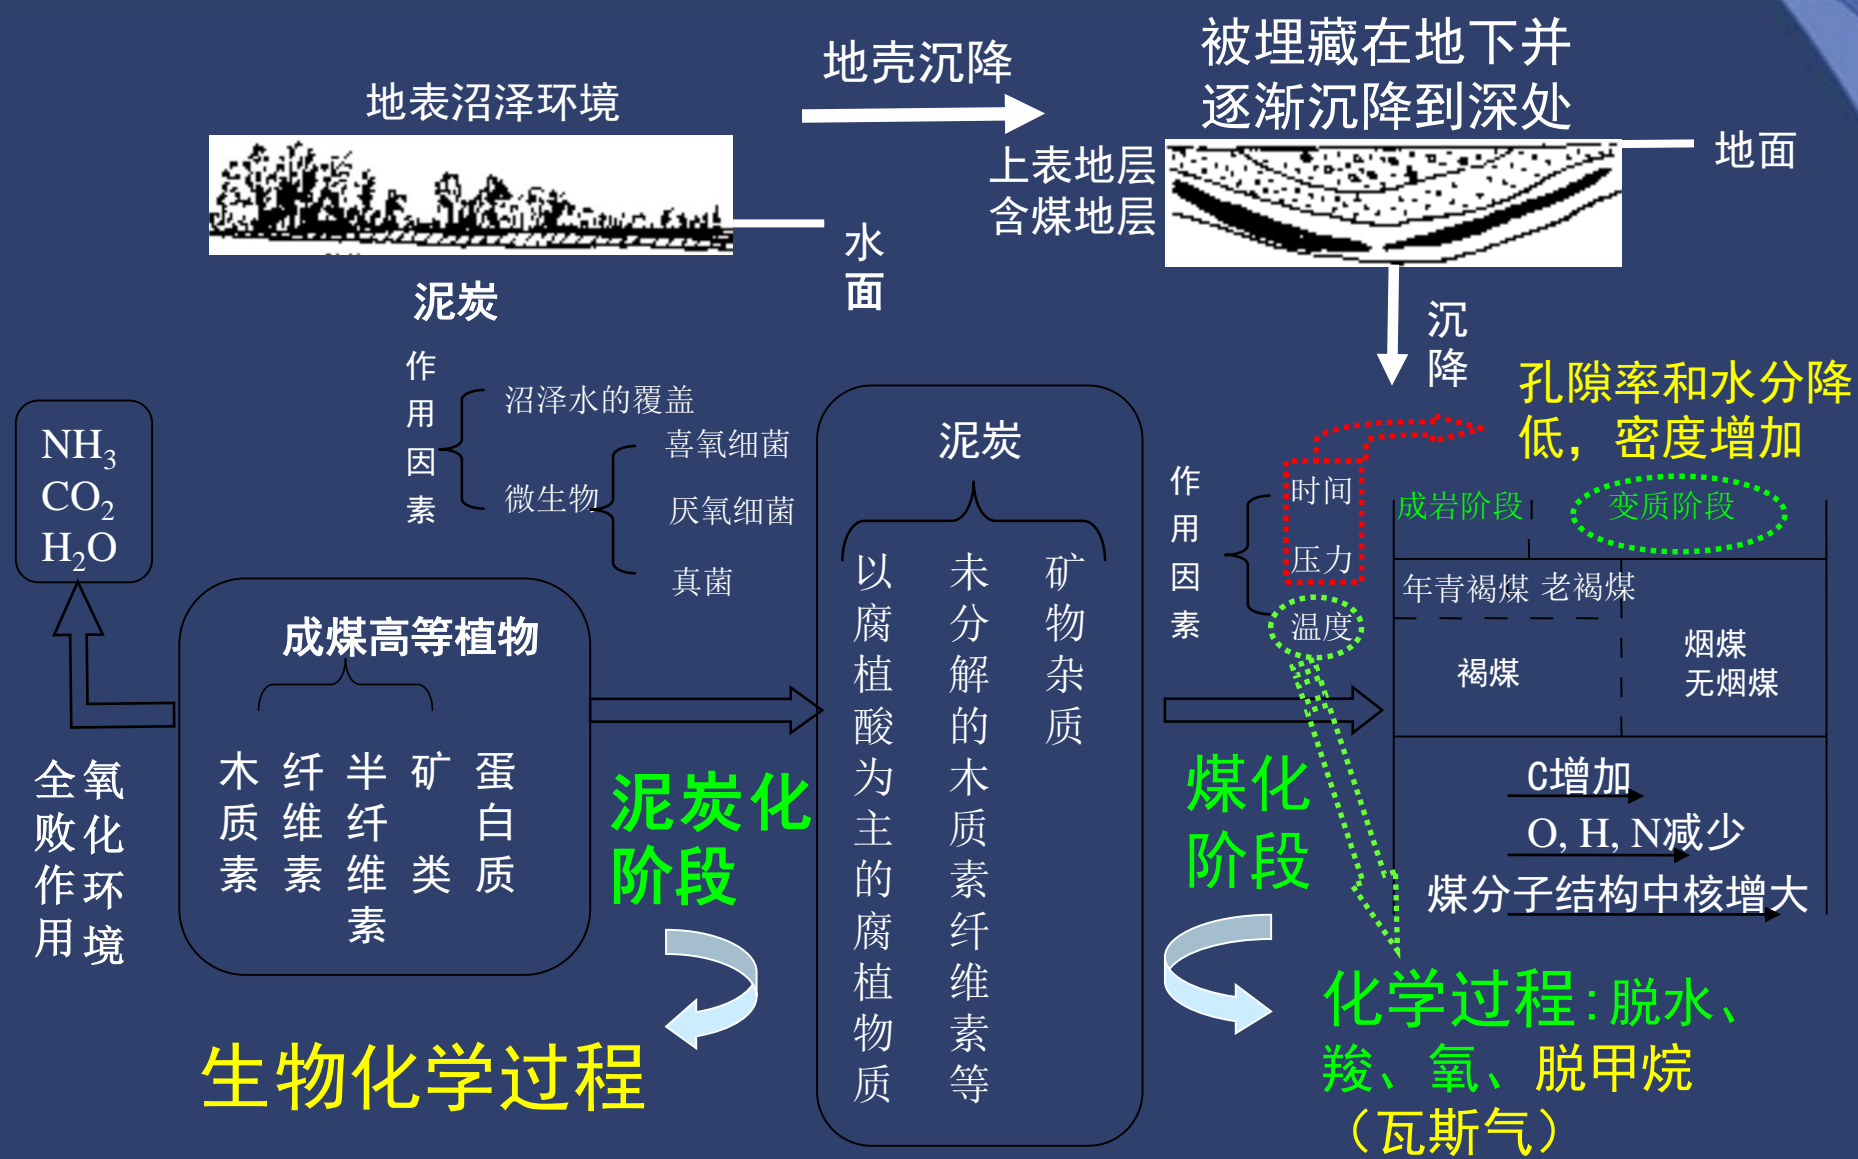 地表沼泽环境
地壳沉降
被埋藏在地下并
逐渐沉降到深处
上表地层
含煤地层
地面
水面
泥炭
沉降
作用因素
沼泽水的覆盖
微生物
喜氧细菌
厌氧细菌
真菌
NH₃
CO₂
H₂O
全败作用
氧化环境
成煤高等植物
木质素
纤维素
半纤维素
矿类
蛋白质
泥炭化
阶段
生物化学过程
泥炭
以腐植酸为主的腐植物质
未分解的木质素纤维素等
矿物杂质
作用因素
时间
压力
温度
孔隙率和水分降
低，密度增加
成岩阶段
变质阶段
年青褐煤
老褐煤
褐煤
烟煤
无烟煤
C增加
O, H, N减少
煤分子结构中核增大
煤化
阶段
化学过程:脱水、
羧、氧、脱甲烷
（瓦斯气）